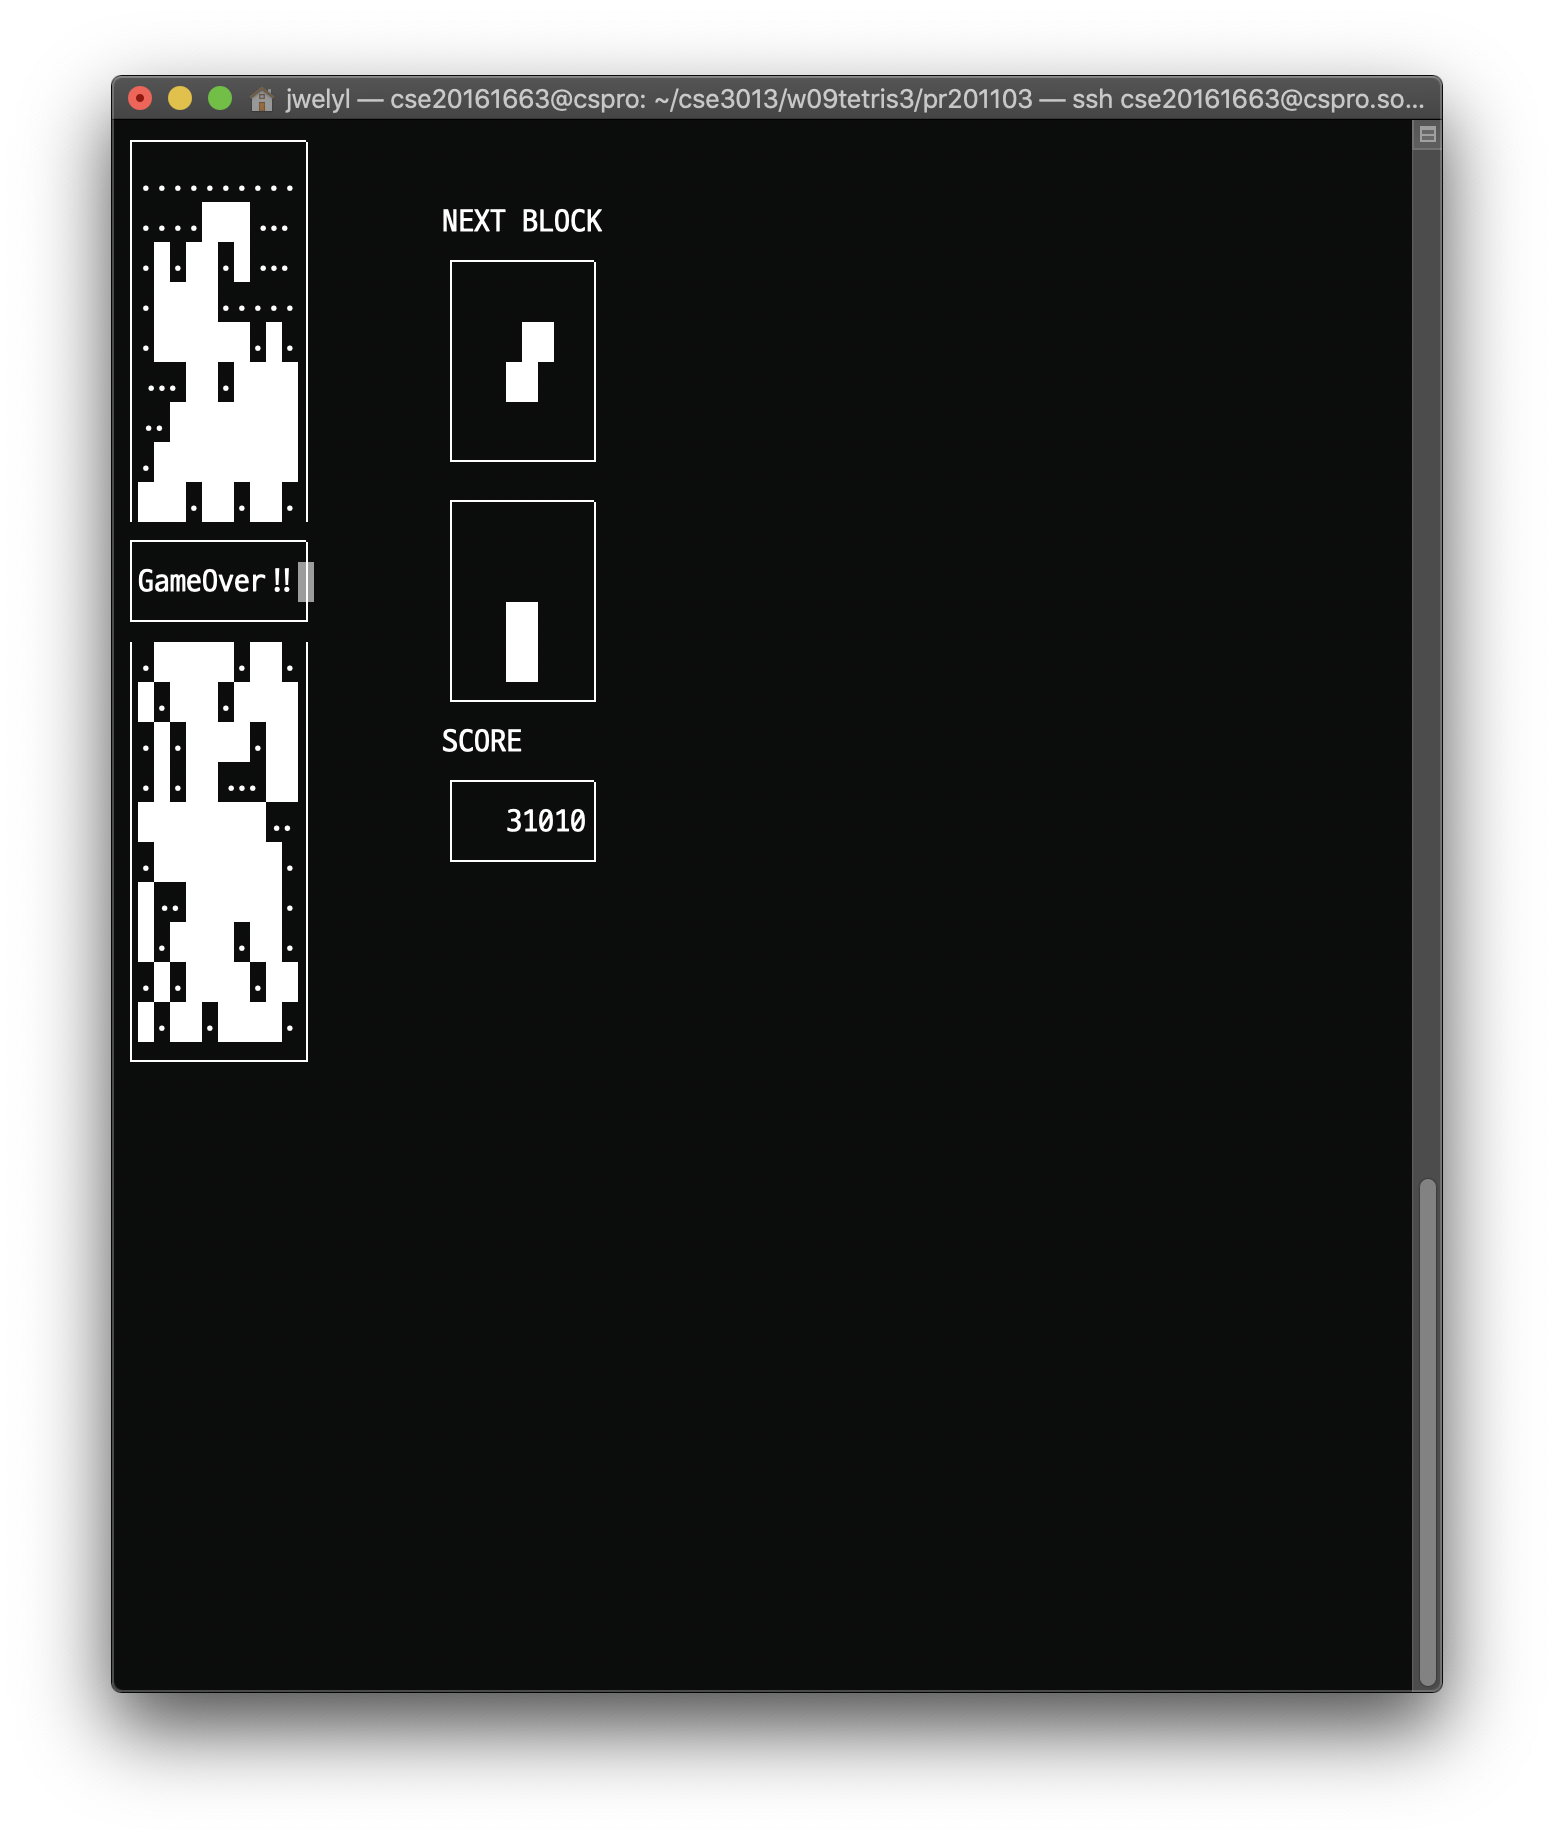 jwelyl — cse20161663@cspro: ~/cse3013/w09tetris3/pr201103 — ssh cse20161663@cspro.so...
NEXT BLOCK
GameOver!!
SCORE
31010